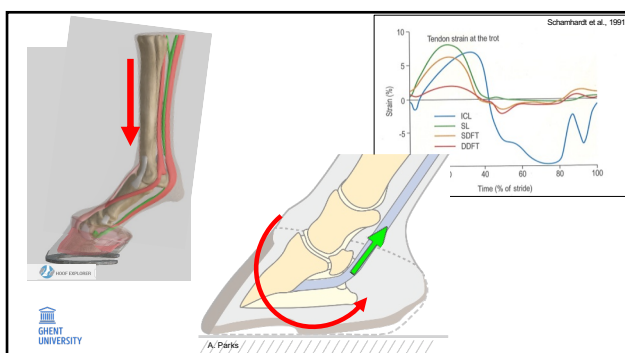 Schamhardt et al., 1991
Tendon strain at the trot
Strain (%)
10
5
0
-5
ICL
SL
SDFT
DDFT
20
40
60
80
100
Time (% of stride)
HOOF EXPLORER
GHENT
UNIVERSITY
A. Parks